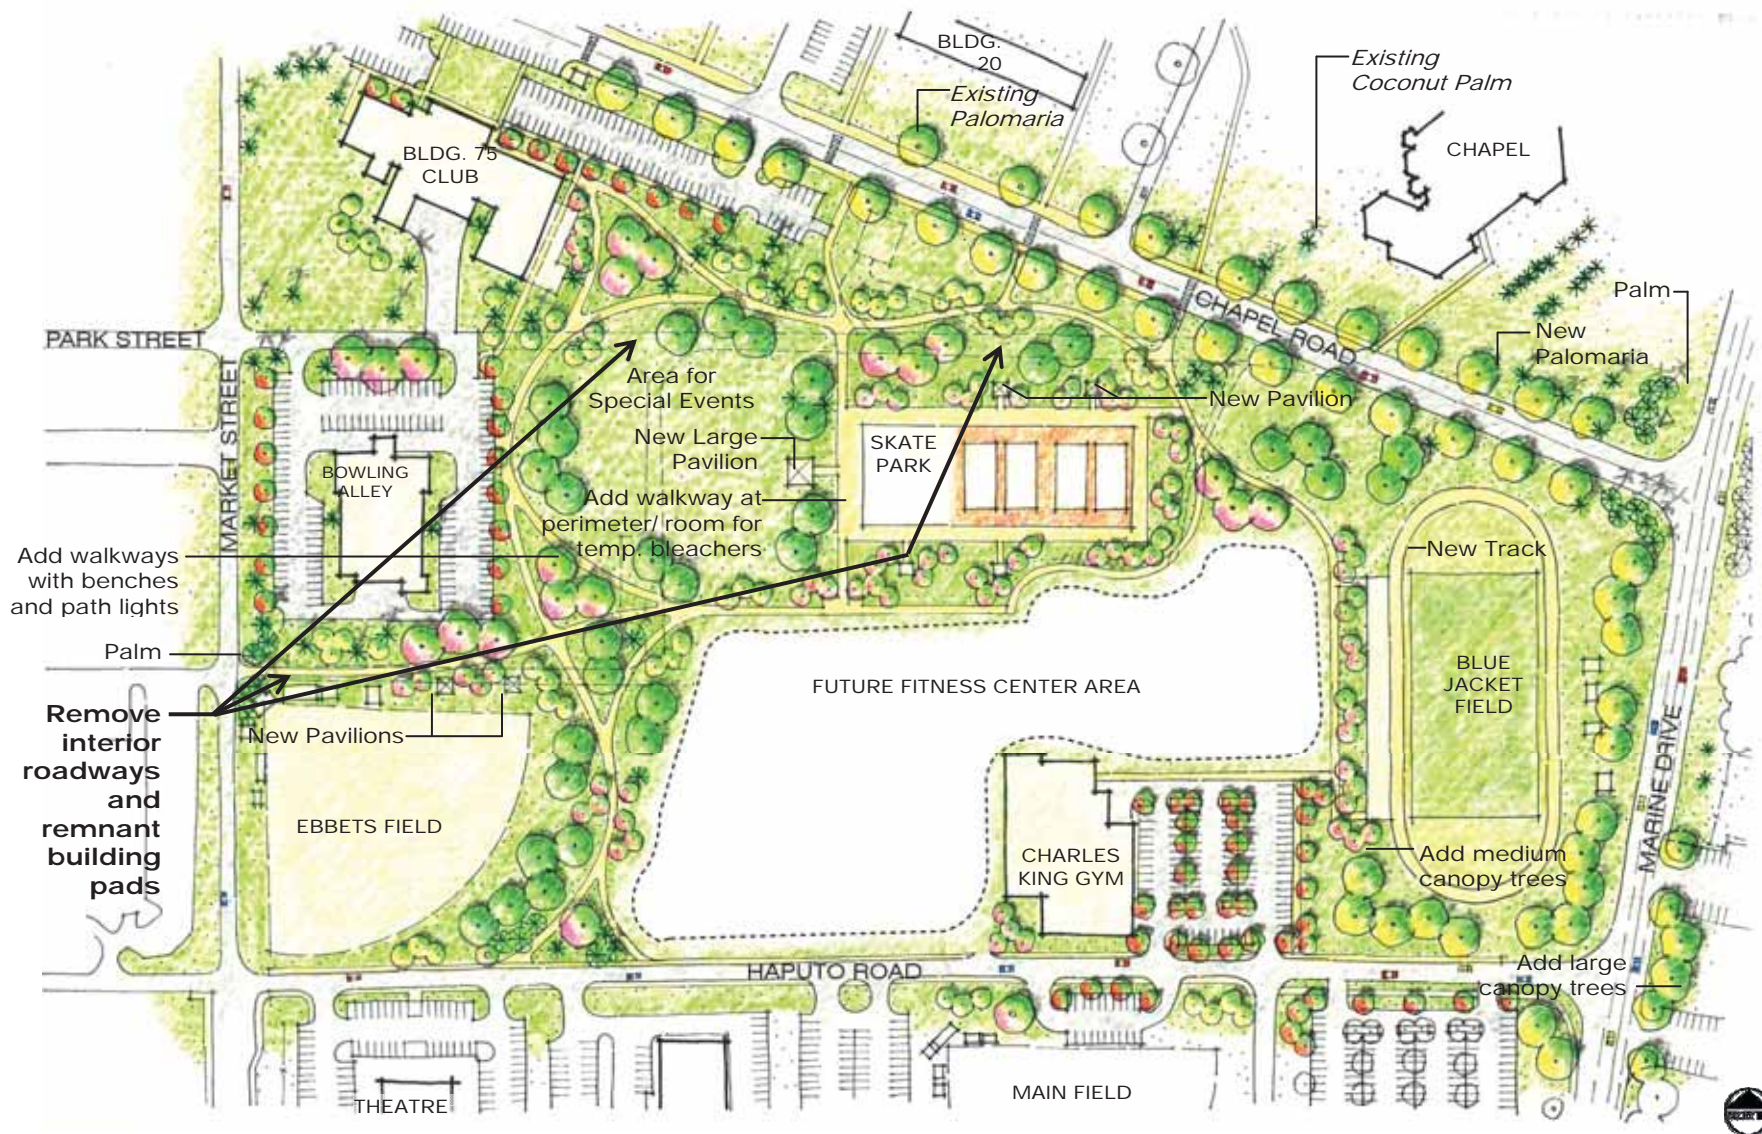 BLDG.
20
Existing
Coconut Palm
Existing
Palomaria
CHAPEL
BLDG. 75
CLUB
CHAPEL ROAD
Palm
New
Palomaria
PARK STREET
MARKET STREET
Area for
Special Events
New Pavilion
New Large
Pavilion
SKATE
PARK
BOWLING
ALLEY
Add walkway at
perimeter/ room for
temp. bleachers
Add walkways
with benches
and path lights
New Track
Palm
BLUE
JACKET
FIELD
FUTURE FITNESS CENTER AREA
Remove
interior
roadways
and
remnant
building
pads
New Pavilions
MARINE DRIVE
EBBETS FIELD
CHARLES
KING GYM
Add medium
canopy trees
HAPUTO ROAD
Add large
canopy trees
THEATRE
MAIN FIELD